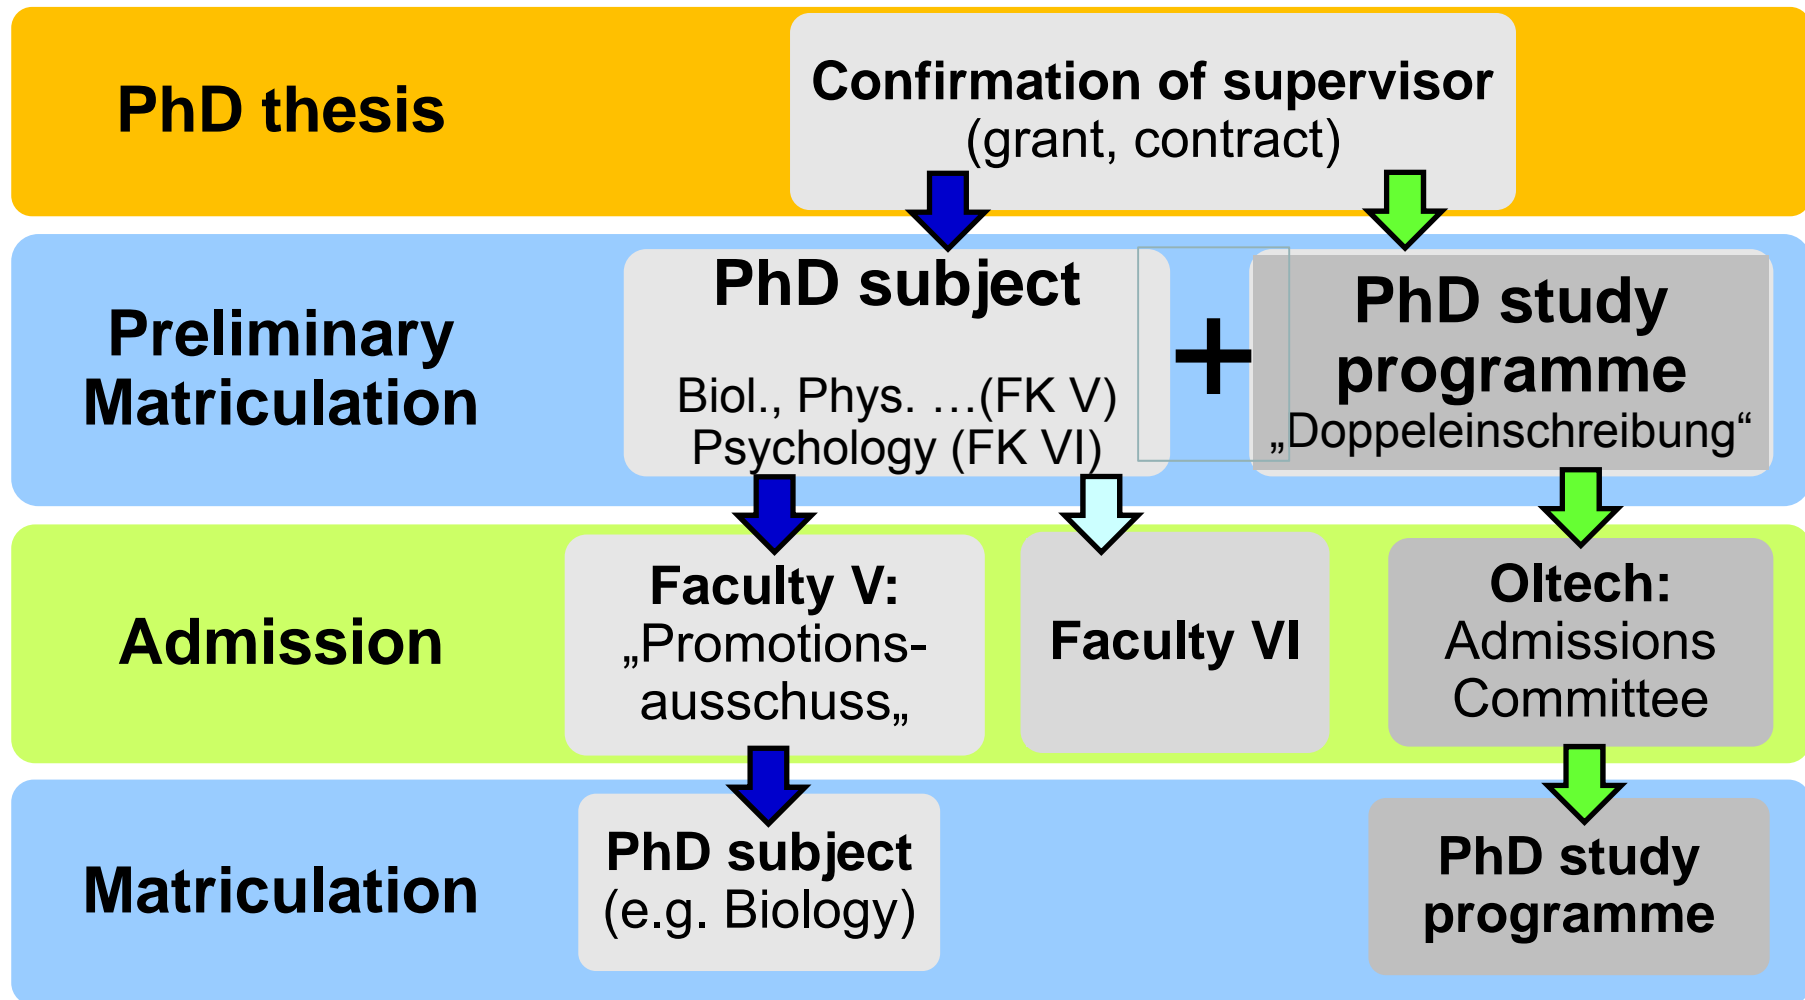 PhD thesis
Confirmation of supervisor
(grant, contract)
Preliminary
Matriculation
PhD subject
Biol., Phys. …(FK V)
Psychology (FK VI)
+
PhD study
programme
„Doppeleinschreibung“
Admission
Faculty V:
„Promotions-
ausschuss„
Faculty VI
Oltech:
Admissions
Committee
Matriculation
PhD subject
(e.g. Biology)
PhD study
programme